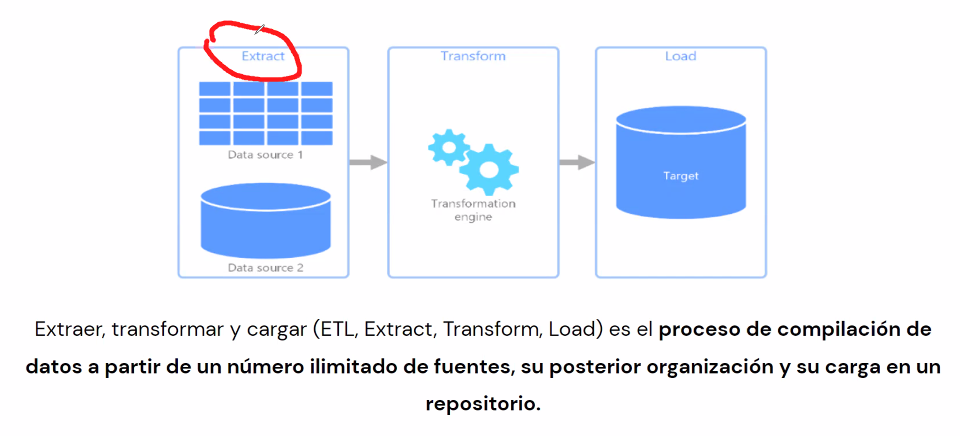 Extract
Transform
Load
Data source 1
Data source 2
Transformation
engine
Target
Extraer, transformar y cargar (ETL, Extract, Transform, Load) es el proceso de compilación de
datos a partir de un número ilimitado de fuentes, su posterior organización y su carga en un
repositorio.